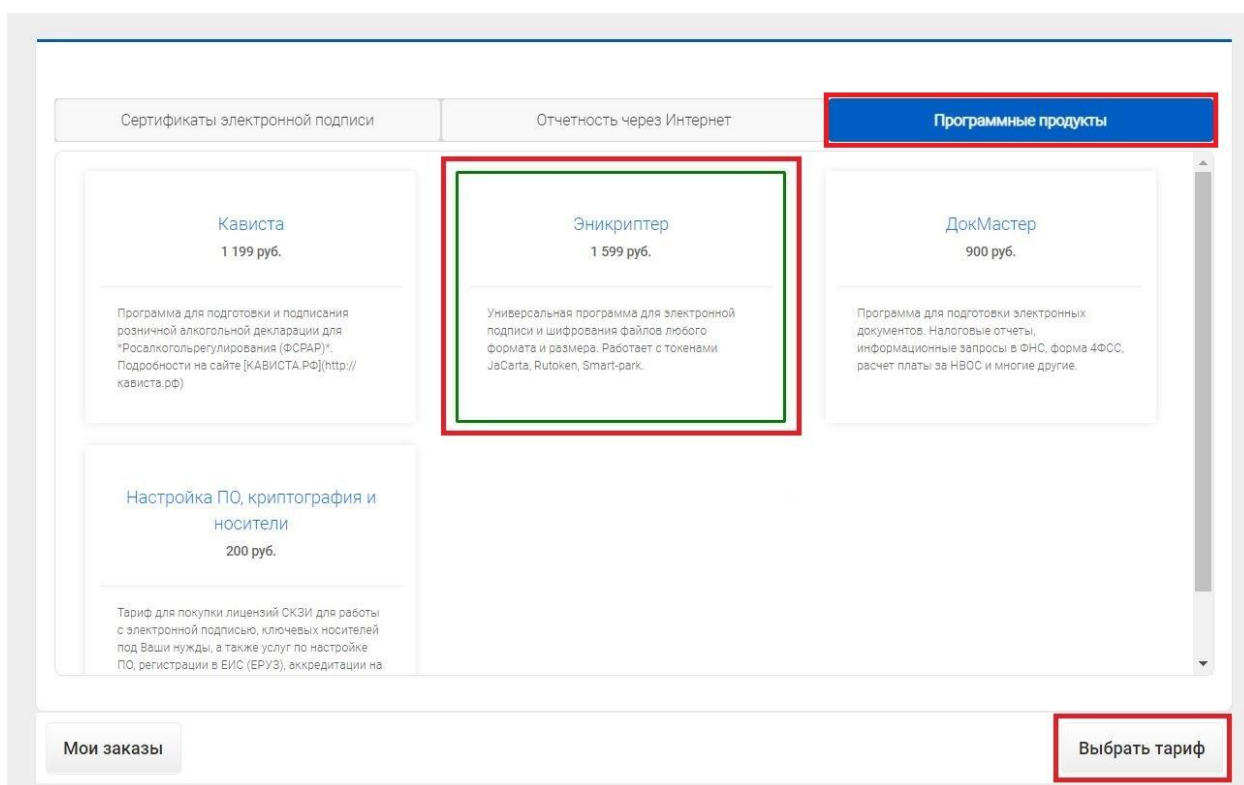 Сертификаты электронной подписи
Отчетность через Интернет
Программные продукты
Кависта
1 199 руб.
Программа для подготовки и подписания
розничной алкогольной декларации для
*Росалкогольрегулирования (ФСРАР)*.
Подробности на сайте [КАВИСТА.РФ](http://
кависта.рф)
Эникриптер
1 599 руб.
Универсальная программа для электронной
подписи и шифрования файлов любого
формата и размера. Работает с токенами
JaCarta, Rutoken, Smart-park.
ДокМастер
900 руб.
Программа для подготовки электронных
документов. Налоговые отчеты,
информационные запросы в ФНС, форма 4ФСС,
расчет платы за НВОС и многие другие.
Настройка ПО, криптография и
носители
200 руб.
Тариф для покупки лицензий СКЗИ для работы
с электронной подписью, ключевых носителей
под Ваши нужды, а также услуг по настройке
ПО, регистрации в ЕИС (ЕРУЗ), аккредитации на
Мои заказы
Выбрать тариф